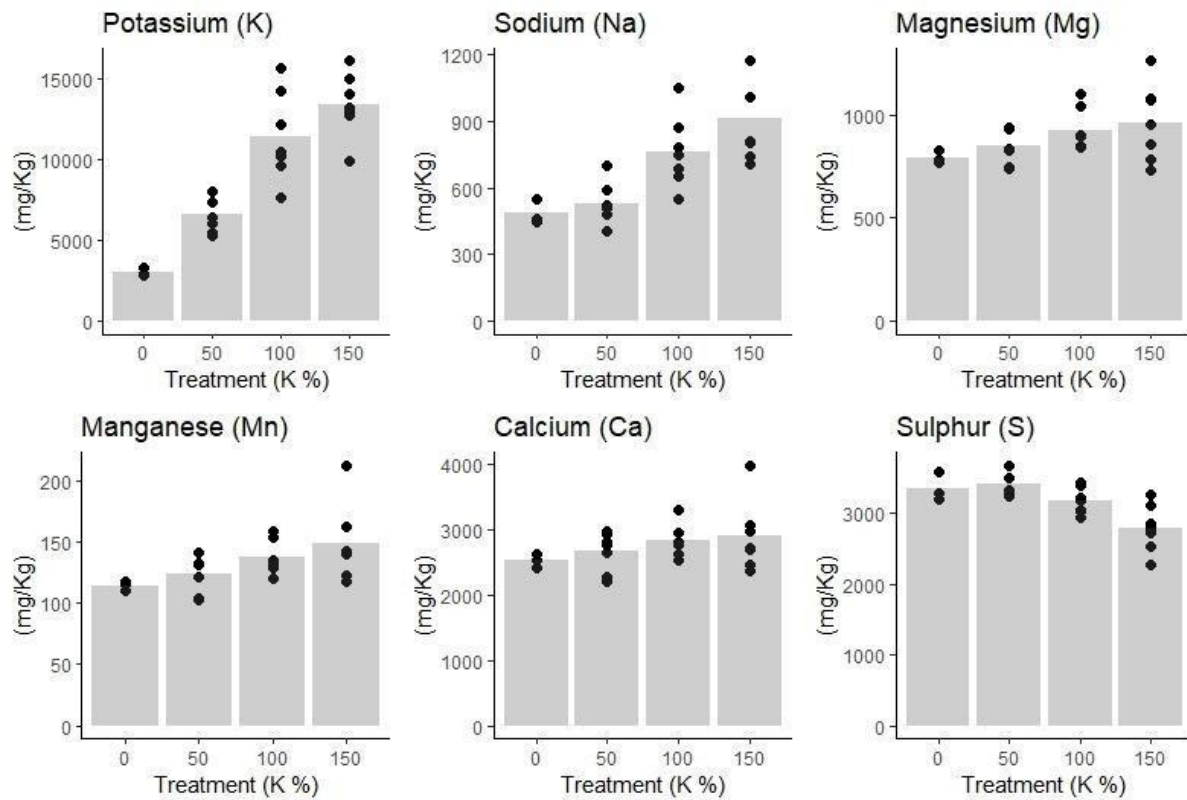 Potassium (K)
(mg/Kg)
15000
10000
5000
0
0 50 100 150
Treatment (K %)
Sodium (Na)
(mg/Kg)
1200
900
600
300
0
0 50 100 150
Treatment (K %)
Magnesium (Mg)
(mg/Kg)
1000
500
0
0 50 100 150
Treatment (K %)
Manganese (Mn)
(mg/Kg)
200
150
100
50
0
0 50 100 150
Treatment (K %)
Calcium (Ca)
(mg/Kg)
4000
3000
2000
1000
0
0 50 100 150
Treatment (K %)
Sulphur (S)
(mg/Kg)
3000
2000
1000
0
0 50 100 150
Treatment (K %)